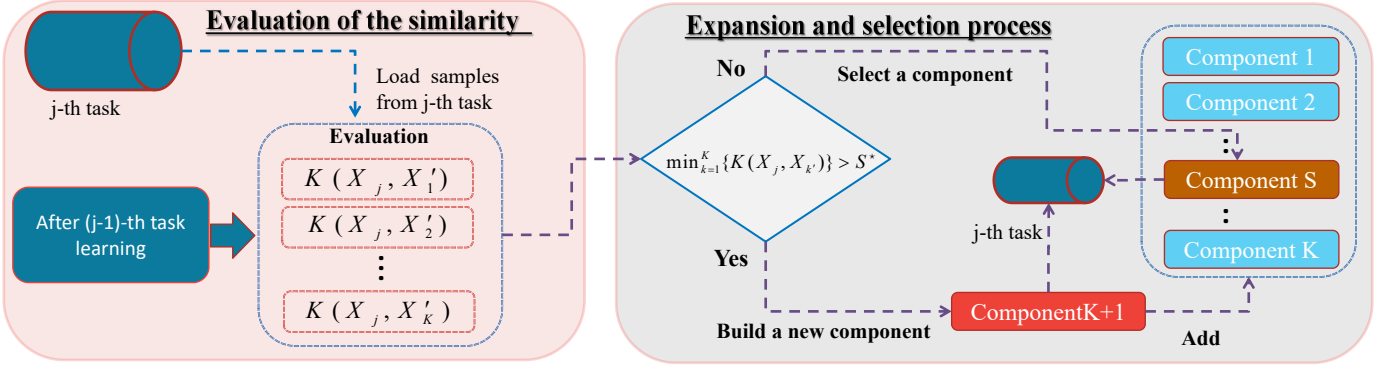 Evaluation of the similarity
j-th task
Load samples
from j-th task
Evaluation
K ( X j , X′1 )
K ( X j , X′2 )
⋮
K ( X j , X′K )
After (j-1)-th task
learning
Expansion and selection process
No
Select a component
min_{k=1}^{K} {K(X_j, X_{k'})} > S*
Yes
Build a new component
j-th task
ComponentK+1
Add
Component 1
Component 2
⋮
Component S
⋮
Component K